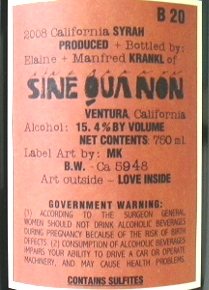 B 20
2008 California SYRAH
PRODUCED + Bottled by:
Elaine + Manfred KRANKL of
SINE QUA NON
VENTURA, California
Alcohol: 15.4% BY VOLUME
NET CONTENTS: 750 ml
Label Art by: MK
B.W. - Ca 5948
Art outside - LOVE INSIDE
GOVERNMENT WARNING:
(1) ACCORDING TO THE SURGEON GENERAL,
WOMEN SHOULD NOT DRINK ALCOHOLIC BEVERAGES
DURING PREGNANCY BECAUSE OF THE RISK OF BIRTH
DEFECTS. (2) CONSUMPTION OF ALCOHOLIC BEVERAGES
IMPAIRS YOUR ABILITY TO DRIVE A CAR OR OPERATE
MACHINERY, AND MAY CAUSE HEALTH PROBLEMS.
CONTAINS SULFITES